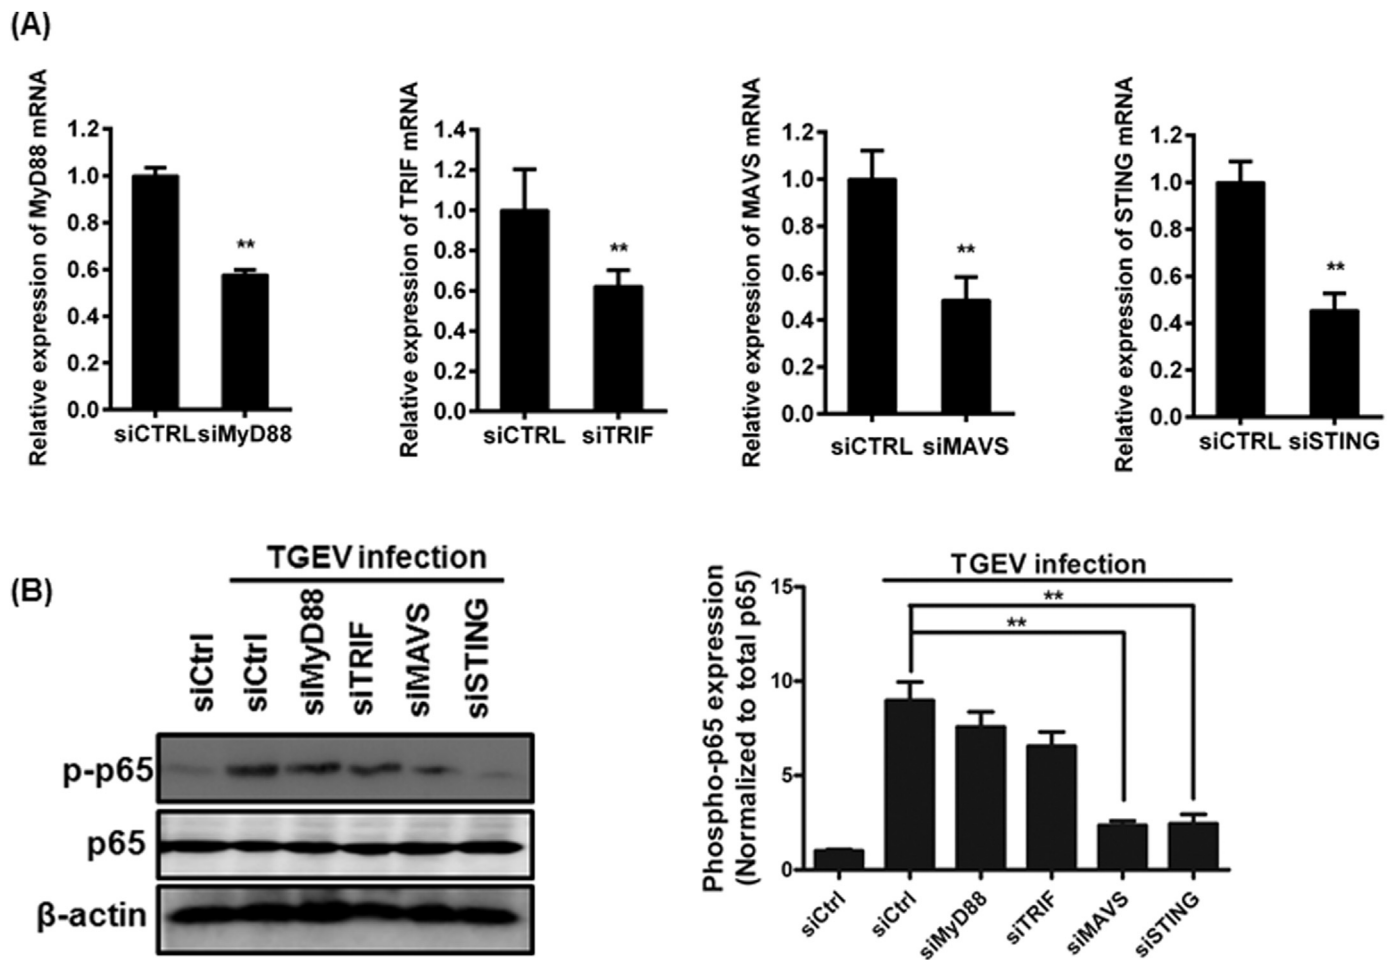 (A)
Relative expression of MyD88 mRNA
1.2
1.0
0.8
0.6
0.4
0.2
0.0
**
siCTRL siMyD88
Relative expression of TRIF mRNA
1.4
1.2
1.0
0.8
0.6
0.4
0.2
0.0
**
siCTRL siTRIF
Relative expression of MAVS mRNA
1.2
1.0
0.8
0.6
0.4
0.2
0.0
**
siCTRL siMAVS
Relative expression of STING mRNA
1.2
1.0
0.8
0.6
0.4
0.2
0.0
**
siCTRL siSTING
(B)
TGEV infection
siCtrl
siCtrl
siMyD88
siTRIF
siMAVS
siSTING
p-p65
p65
β-actin
Phospho-p65 expression
(Normalized to total p65)
TGEV infection
15
10
5
0
**
**
siCtrl
siCtrl
siMyD88
siTRIF
siMAVS
siSTING